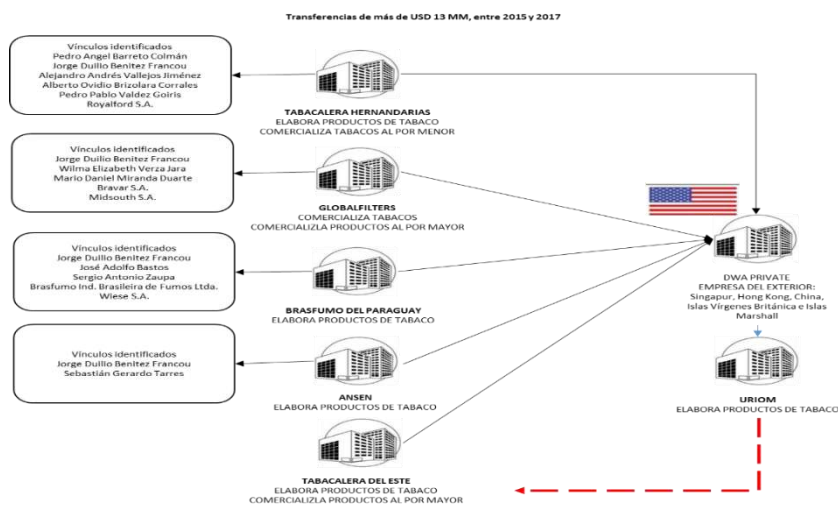 Transferencias de más de USD 13 MM, entre 2015 y 2017
Vínculos identificados
Pedro Angel Barreto Colmán
Jorge Duilio Benitez Francou
Alejandro Andrés Vallejos Jiménez
Alberto Ovidio Brizolara Corrales
Pedro Pablo Valdez Goiris
Royalford S.A.
TABACALERA HERNANDARIAS
ELABORA PRODUCTOS DE TABACO
COMERCIALIZA TABACOS AL POR MENOR
Vínculos identificados
Jorge Duilio Benitez Francou
Wilma Elizabeth Verza Jara
Mario Daniel Miranda Duarte
Bravar S.A.
Midsouth S.A.
GLOBALFILTERS
COMERCIALIZA TABACOS
COMERCIALIZLA PRODUCTOS AL POR MAYOR
Vínculos identificados
Jorge Duilio Benitez Francou
José Adolfo Bastos
Sergio Antonio Zaupa
Brasfumo Ind. Brasileira de Fumos Ltda.
Wiese S.A.
BRASFUMO DEL PARAGUAY
ELABORA PRODUCTOS DE TABACO
Vínculos identificados
Jorge Duilio Benitez Francou
Sebastián Gerardo Tarres
ANSEN
ELABORA PRODUCTOS DE TABACO
TABACALERA DEL ESTE
ELABORA PRODUCTOS DE TABACO
COMERCIALIZLA PRODUCTOS AL POR MAYOR
DWA PRIVATE
EMPRESA DEL EXTERIOR:
Singapur, Hong Kong, China,
Islas Vírgenes Británica e Islas
Marshall
URIOM
ELABORA PRODUCTOS DE TABACO